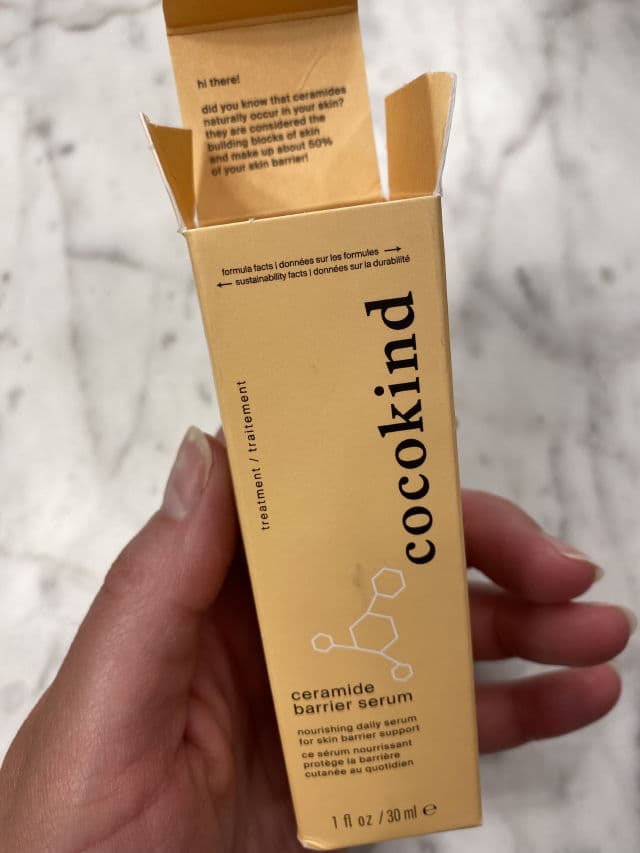 hi there!
did you know that ceramides
naturally occur in your skin?
they are considered the
building blocks of skin
and make up about 50%
of your skin barrier!
formula facts | données sur les formules →
← sustainability facts | données sur la durabilité
cocokind
treatment / traitement
ceramide
barrier serum
nourishing daily serum
for skin barrier support
ce sérum nourrissant
protège la barrière
cutanée au quotidien
1 fl oz / 30 ml ℮